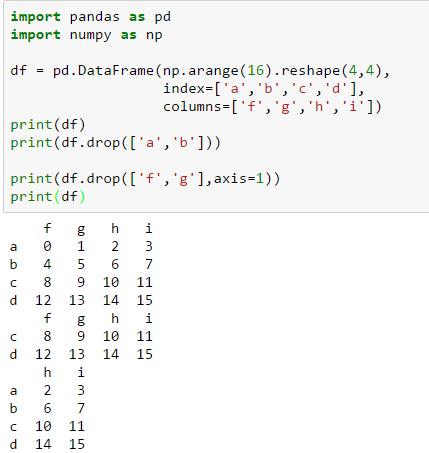 import pandas as pd
import numpy as np
df = pd.DataFrame(np.arange(16).reshape(4,4),
index=['a','b','c','d'],
columns=['f','g','h','i'])
print(df)
print(df.drop(['a','b']))
print(df.drop(['f','g'],axis=1))
print(df)
f g h i
a 0 1 2 3
b 4 5 6 7
c 8 9 10 11
d 12 13 14 15
f g h i
c 8 9 10 11
d 12 13 14 15
h i
a 2 3
b 6 7
c 10 11
d 14 15